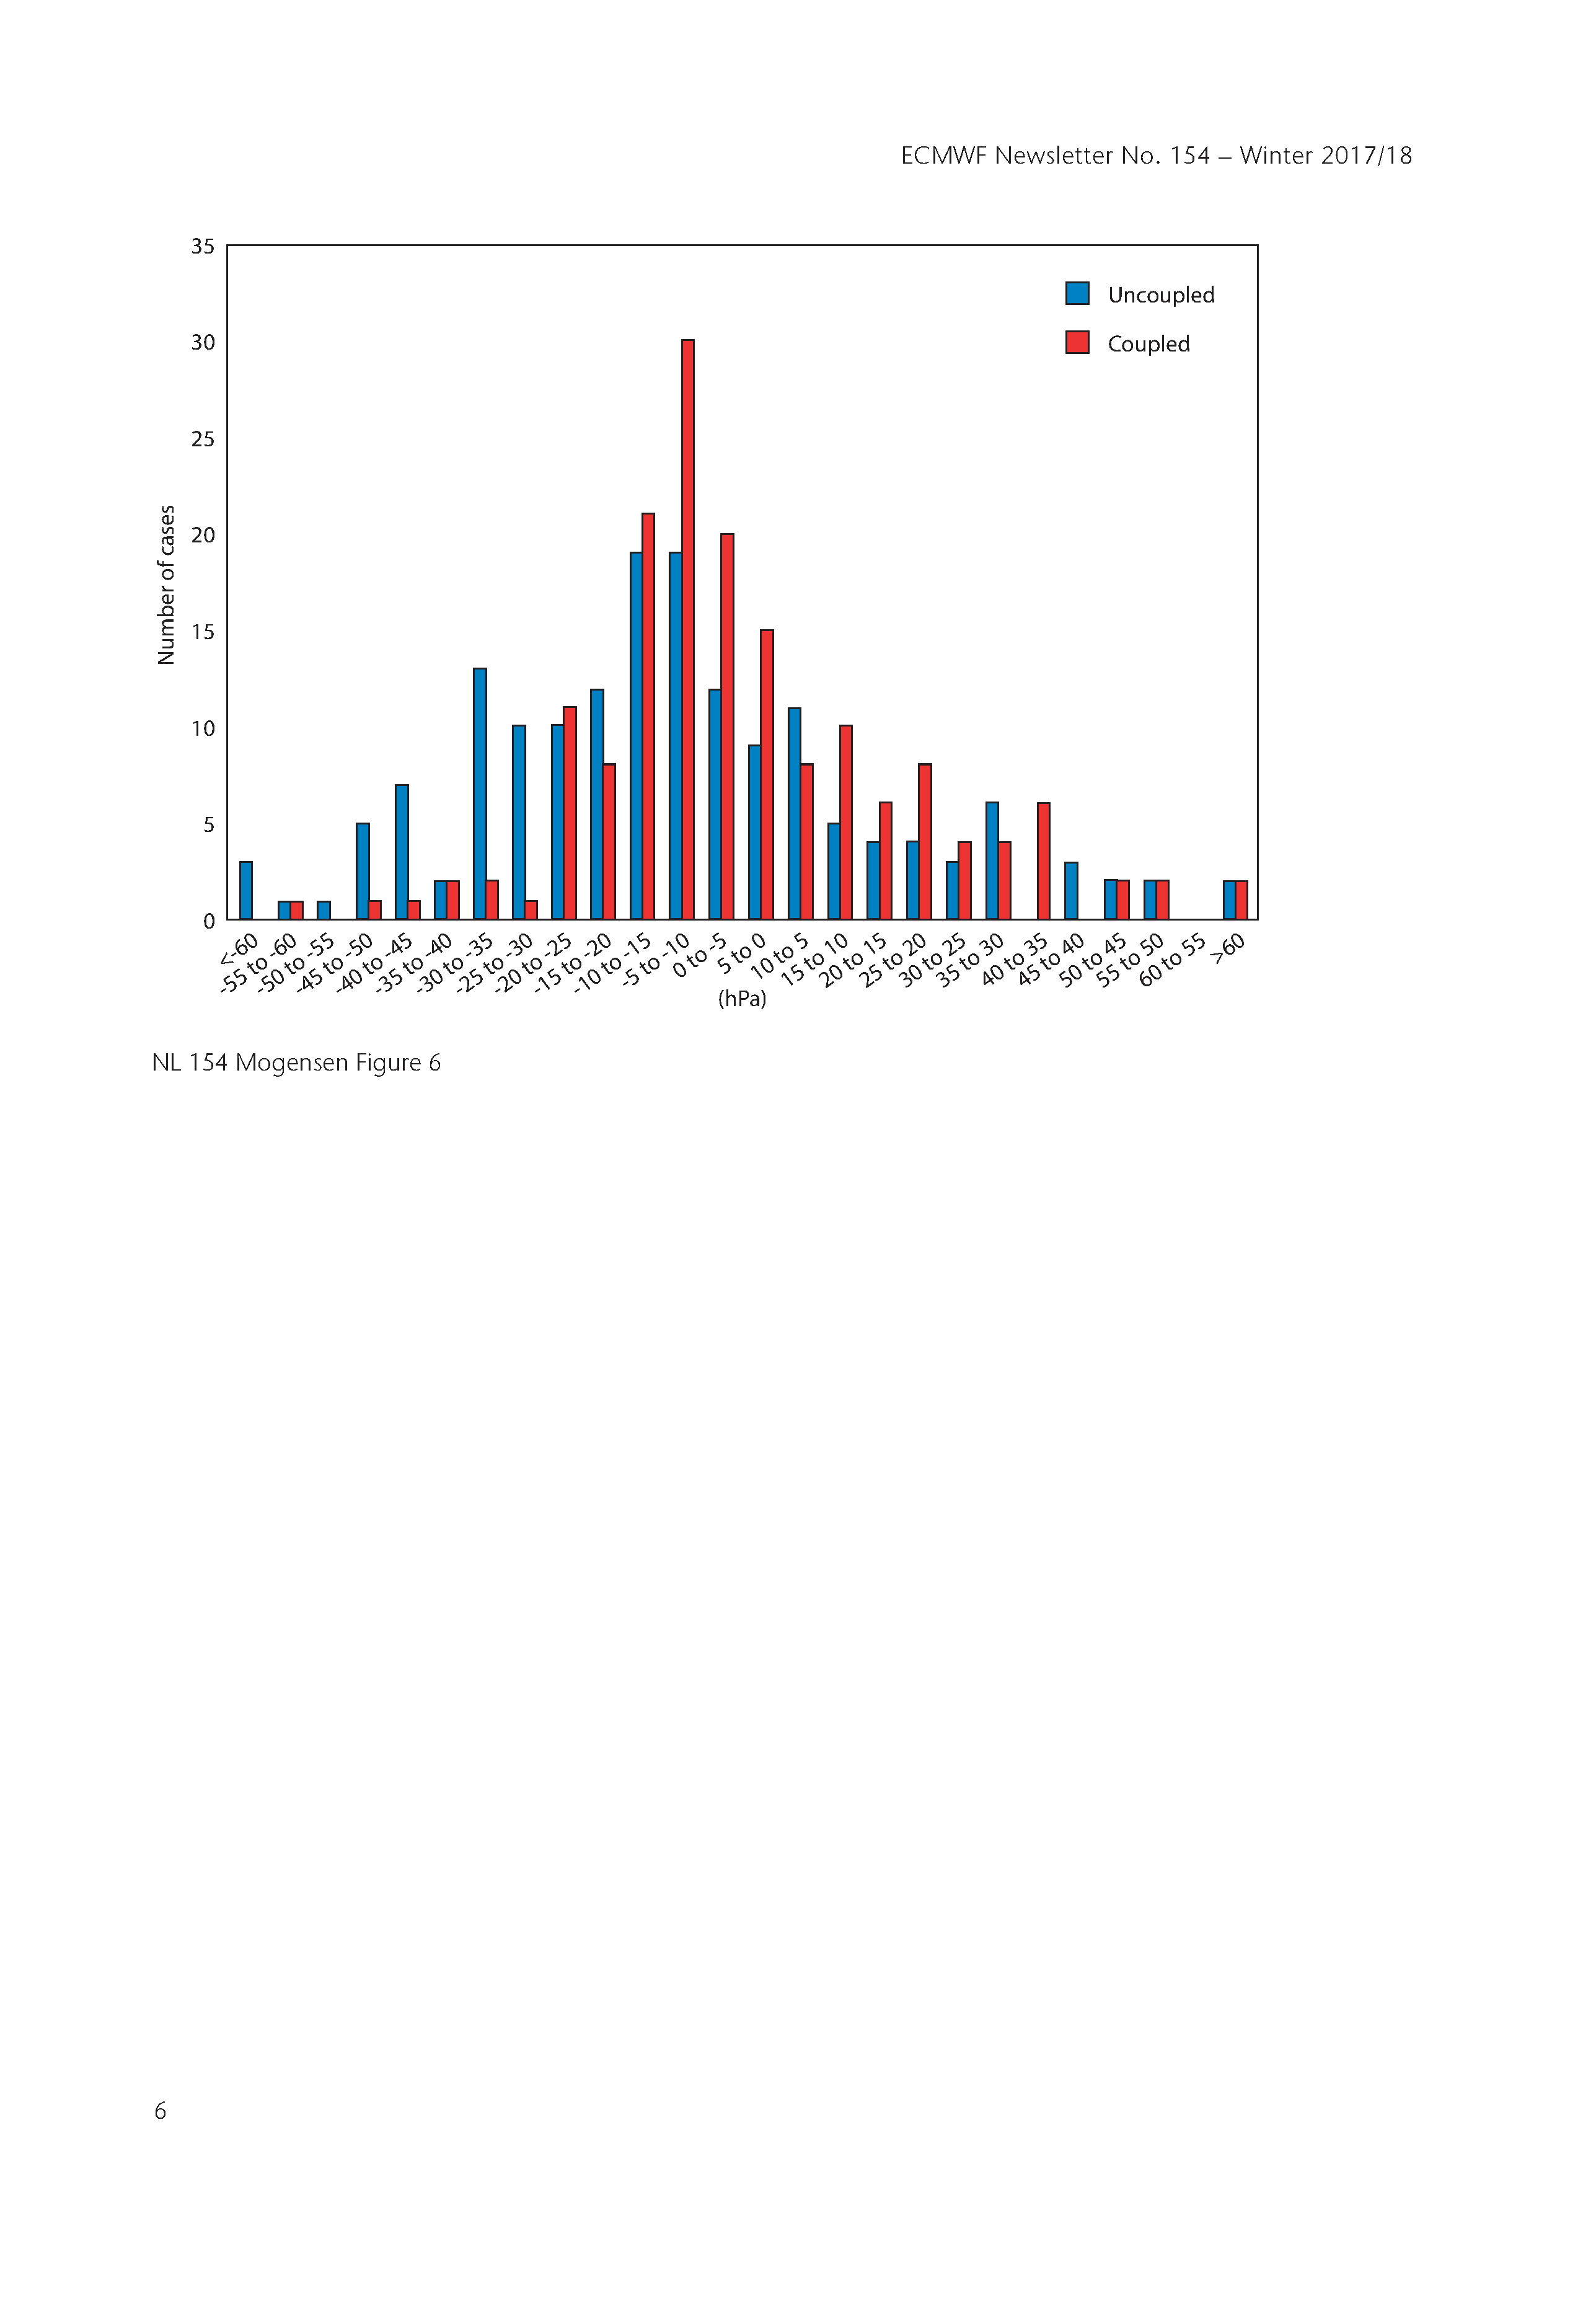 ECMWF Newsletter No. 154 – Winter 2017/18
35
30
25
20
15
10
5
0
Number of cases
Uncoupled
Coupled
<-60
-55 to -60
-50 to -55
-45 to -50
-40 to -45
-35 to -40
-30 to -35
-25 to -30
-20 to -25
-15 to -20
-10 to -15
-5 to -10
0 to -5
5 to 0
10 to 5
15 to 10
20 to 15
25 to 20
30 to 25
35 to 30
40 to 35
45 to 40
50 to 45
55 to 50
60 to 55
>60
(hPa)
NL 154 Mogensen Figure 6
6